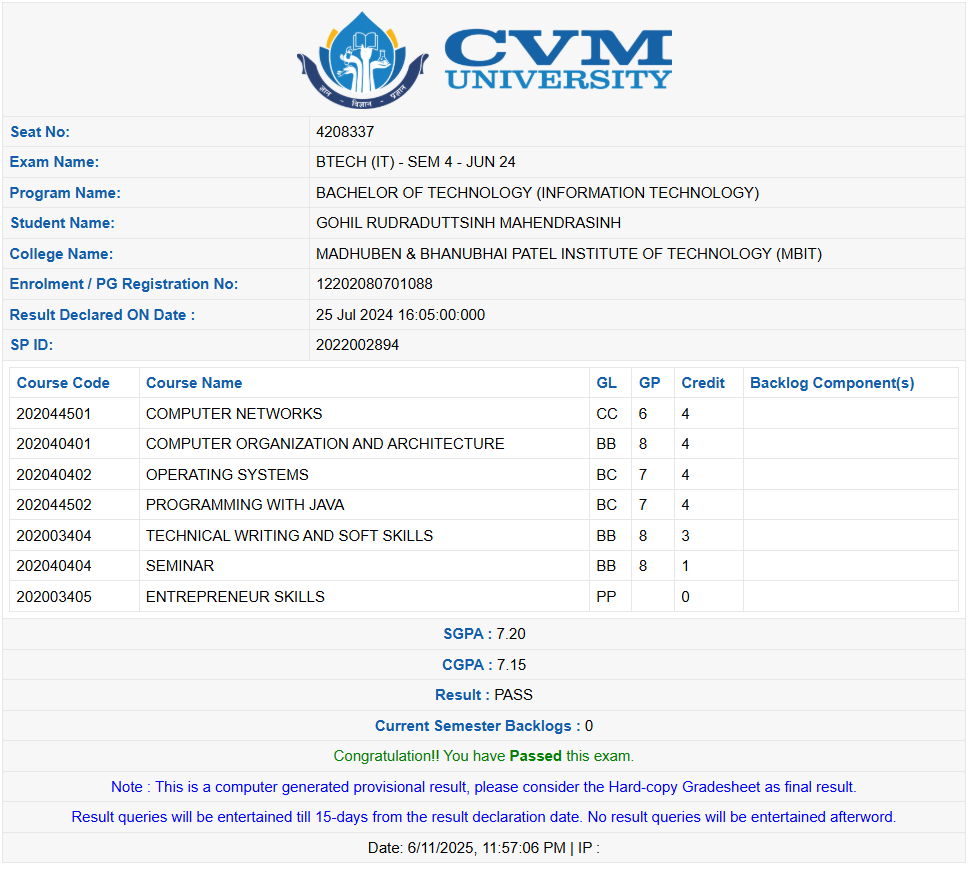 ज्ञान - विज्ञान - प्रज्ञान
CVM
UNIVERSITY
Seat No: 4208337
Exam Name: BTECH (IT) - SEM 4 - JUN 24
Program Name: BACHELOR OF TECHNOLOGY (INFORMATION TECHNOLOGY)
Student Name: GOHIL RUDRADUTTSINH MAHENDRASINH
College Name: MADHUBEN & BHANUBHAI PATEL INSTITUTE OF TECHNOLOGY (MBIT)
Enrolment / PG Registration No: 12202080701088
Result Declared ON Date : 25 Jul 2024 16:05:00:000
SP ID: 2022002894
Course Code Course Name GL GP Credit Backlog Component(s)
202044501 COMPUTER NETWORKS CC 6 4
202040401 COMPUTER ORGANIZATION AND ARCHITECTURE BB 8 4
202040402 OPERATING SYSTEMS BC 7 4
202044502 PROGRAMMING WITH JAVA BC 7 4
202003404 TECHNICAL WRITING AND SOFT SKILLS BB 8 3
202040404 SEMINAR BB 8 1
202003405 ENTREPRENEUR SKILLS PP 0
SGPA : 7.20
CGPA : 7.15
Result : PASS
Current Semester Backlogs : 0
Congratulation!! You have Passed this exam.
Note : This is a computer generated provisional result, please consider the Hard-copy Gradesheet as final result.
Result queries will be entertained till 15-days from the result declaration date. No result queries will be entertained afterword.
Date: 6/11/2025, 11:57:06 PM | IP :